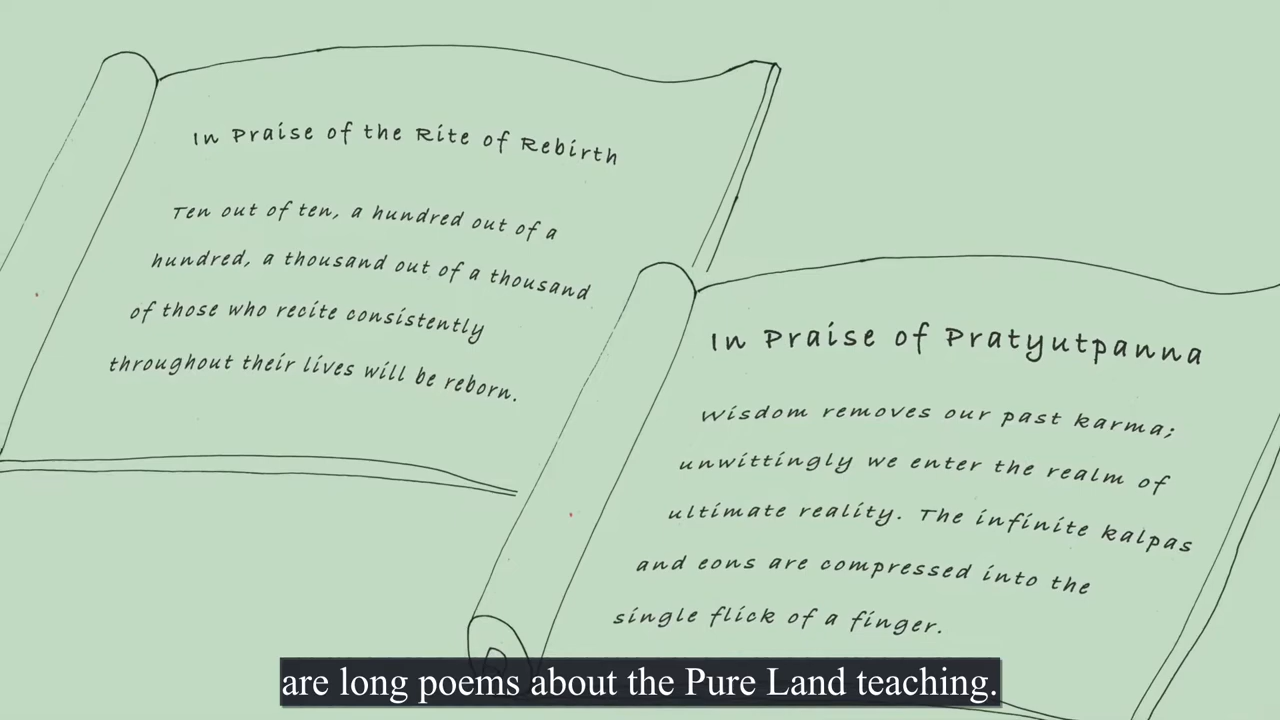 In Praise of the Rite of Rebirth
Ten out of ten, a hundred out of a
hundred, a thousand out of a thousand
of those who recite consistently
throughout their lives will be reborn.
In Praise of Pratyutpanna
Wisdom removes our past karma;
unwittingly we enter the realm of
ultimate reality. The infinite kalpas
and eons are compressed into the
single flick of a finger.
are long poems about the Pure Land teaching.